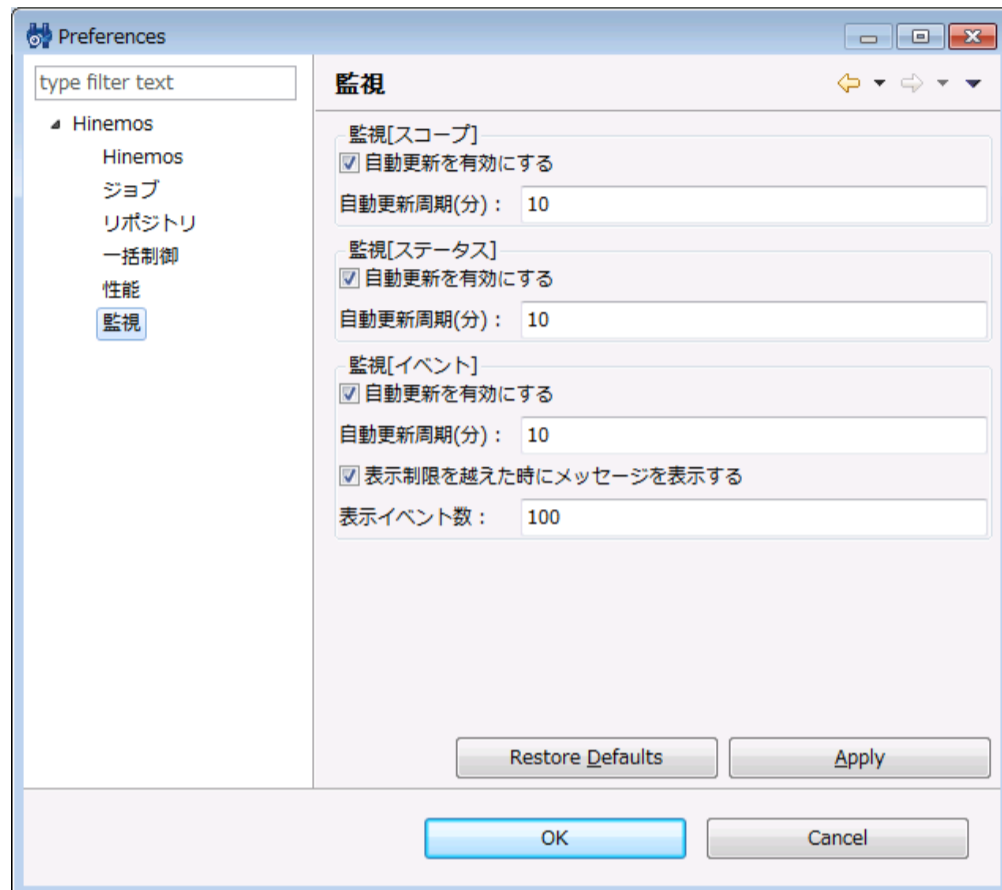 Preferences
type filter text
Hinemos
Hinemos
ジョブ
リポジトリ
一括制御
性能
監視
監視
監視[スコープ]
自動更新を有効にする
自動更新周期(分)： 10
監視[ステータス]
自動更新を有効にする
自動更新周期(分)： 10
監視[イベント]
自動更新を有効にする
自動更新周期(分)： 10
表示制限を越えた時にメッセージを表示する
表示イベント数： 100
Restore Defaults Apply
OK Cancel